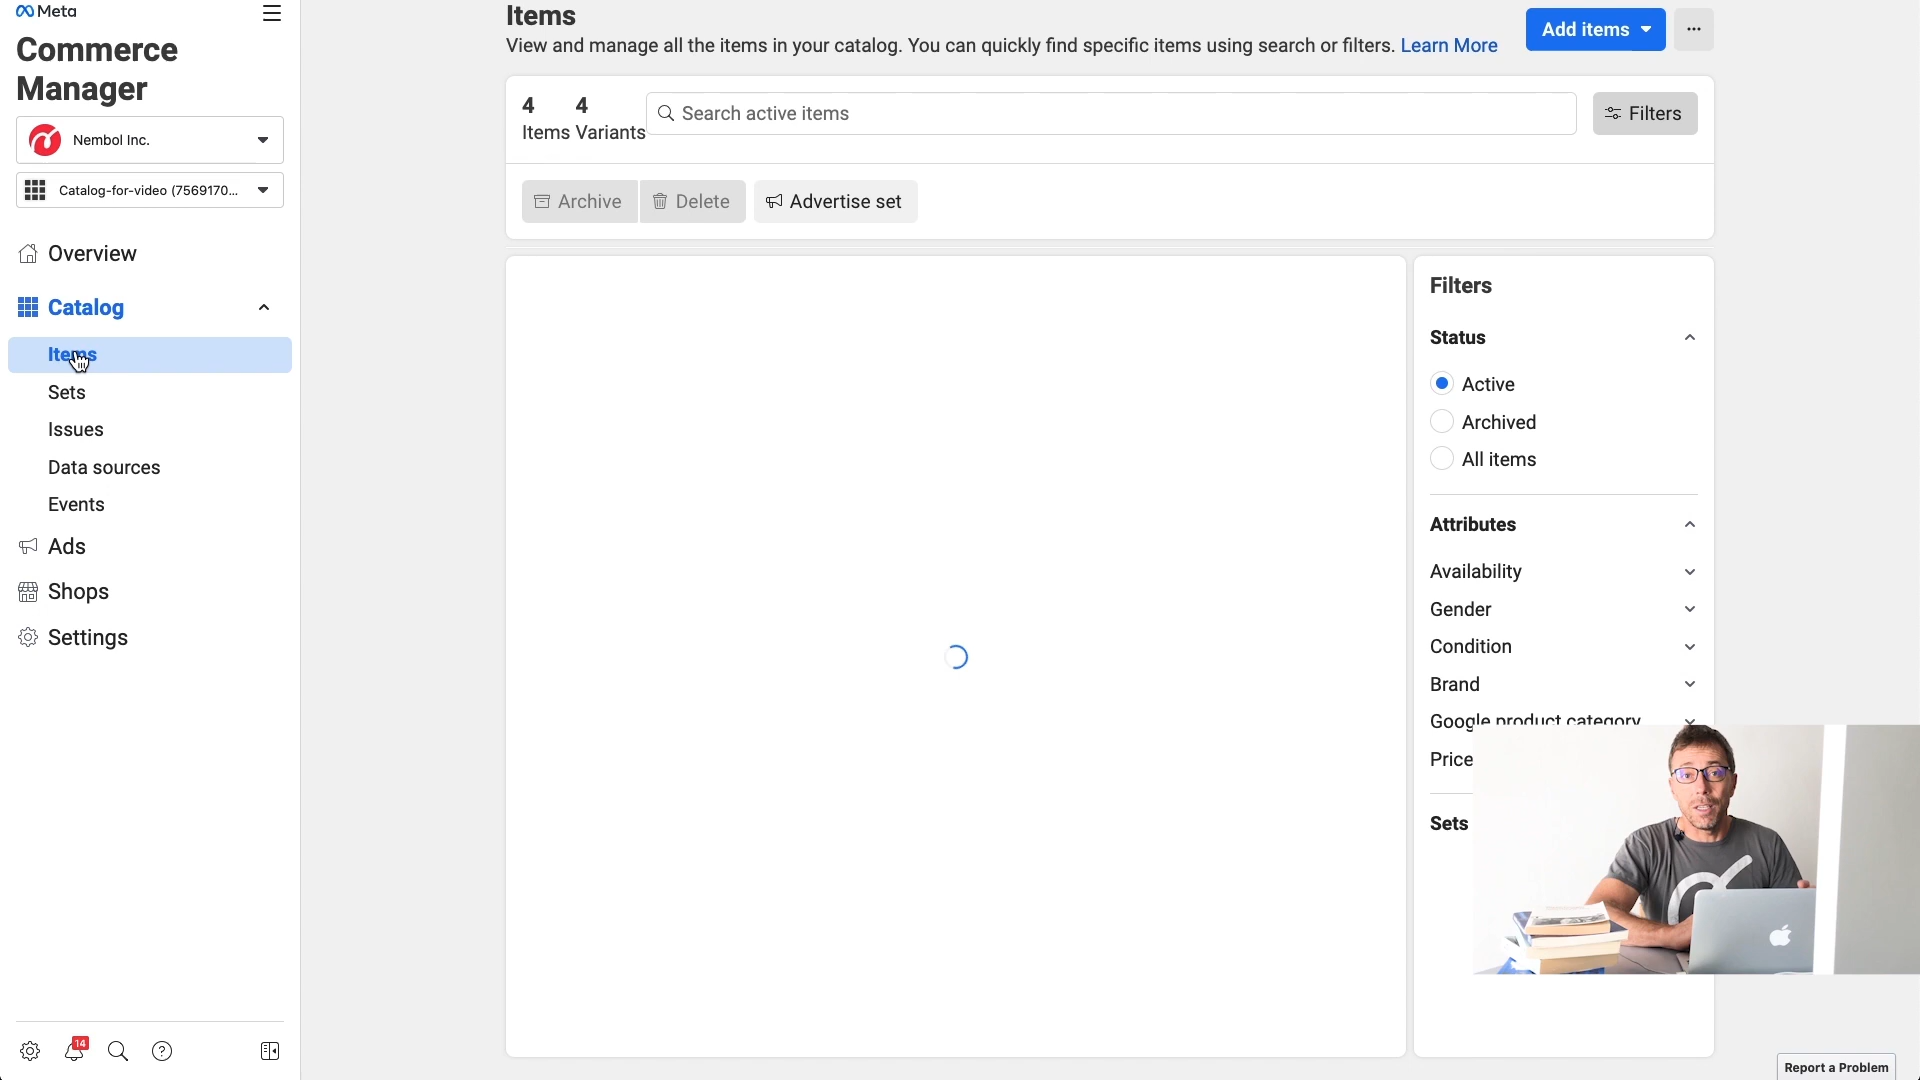 Meta
Commerce
Manager
Nembol Inc.
Catalog-for-video (7569170...
Overview
Catalog
Items
Sets
Issues
Data sources
Events
Ads
Shops
Settings
14
Items
View and manage all the items in your catalog. You can quickly find specific items using search or filters. Learn More
Add items
...
4 4
Items Variants
Search active items
Filters
Archive
Delete
Advertise set
Filters
Status
Active
Archived
All items
Attributes
Availability
Gender
Condition
Brand
Google product category
Price
Sets
Report a Problem